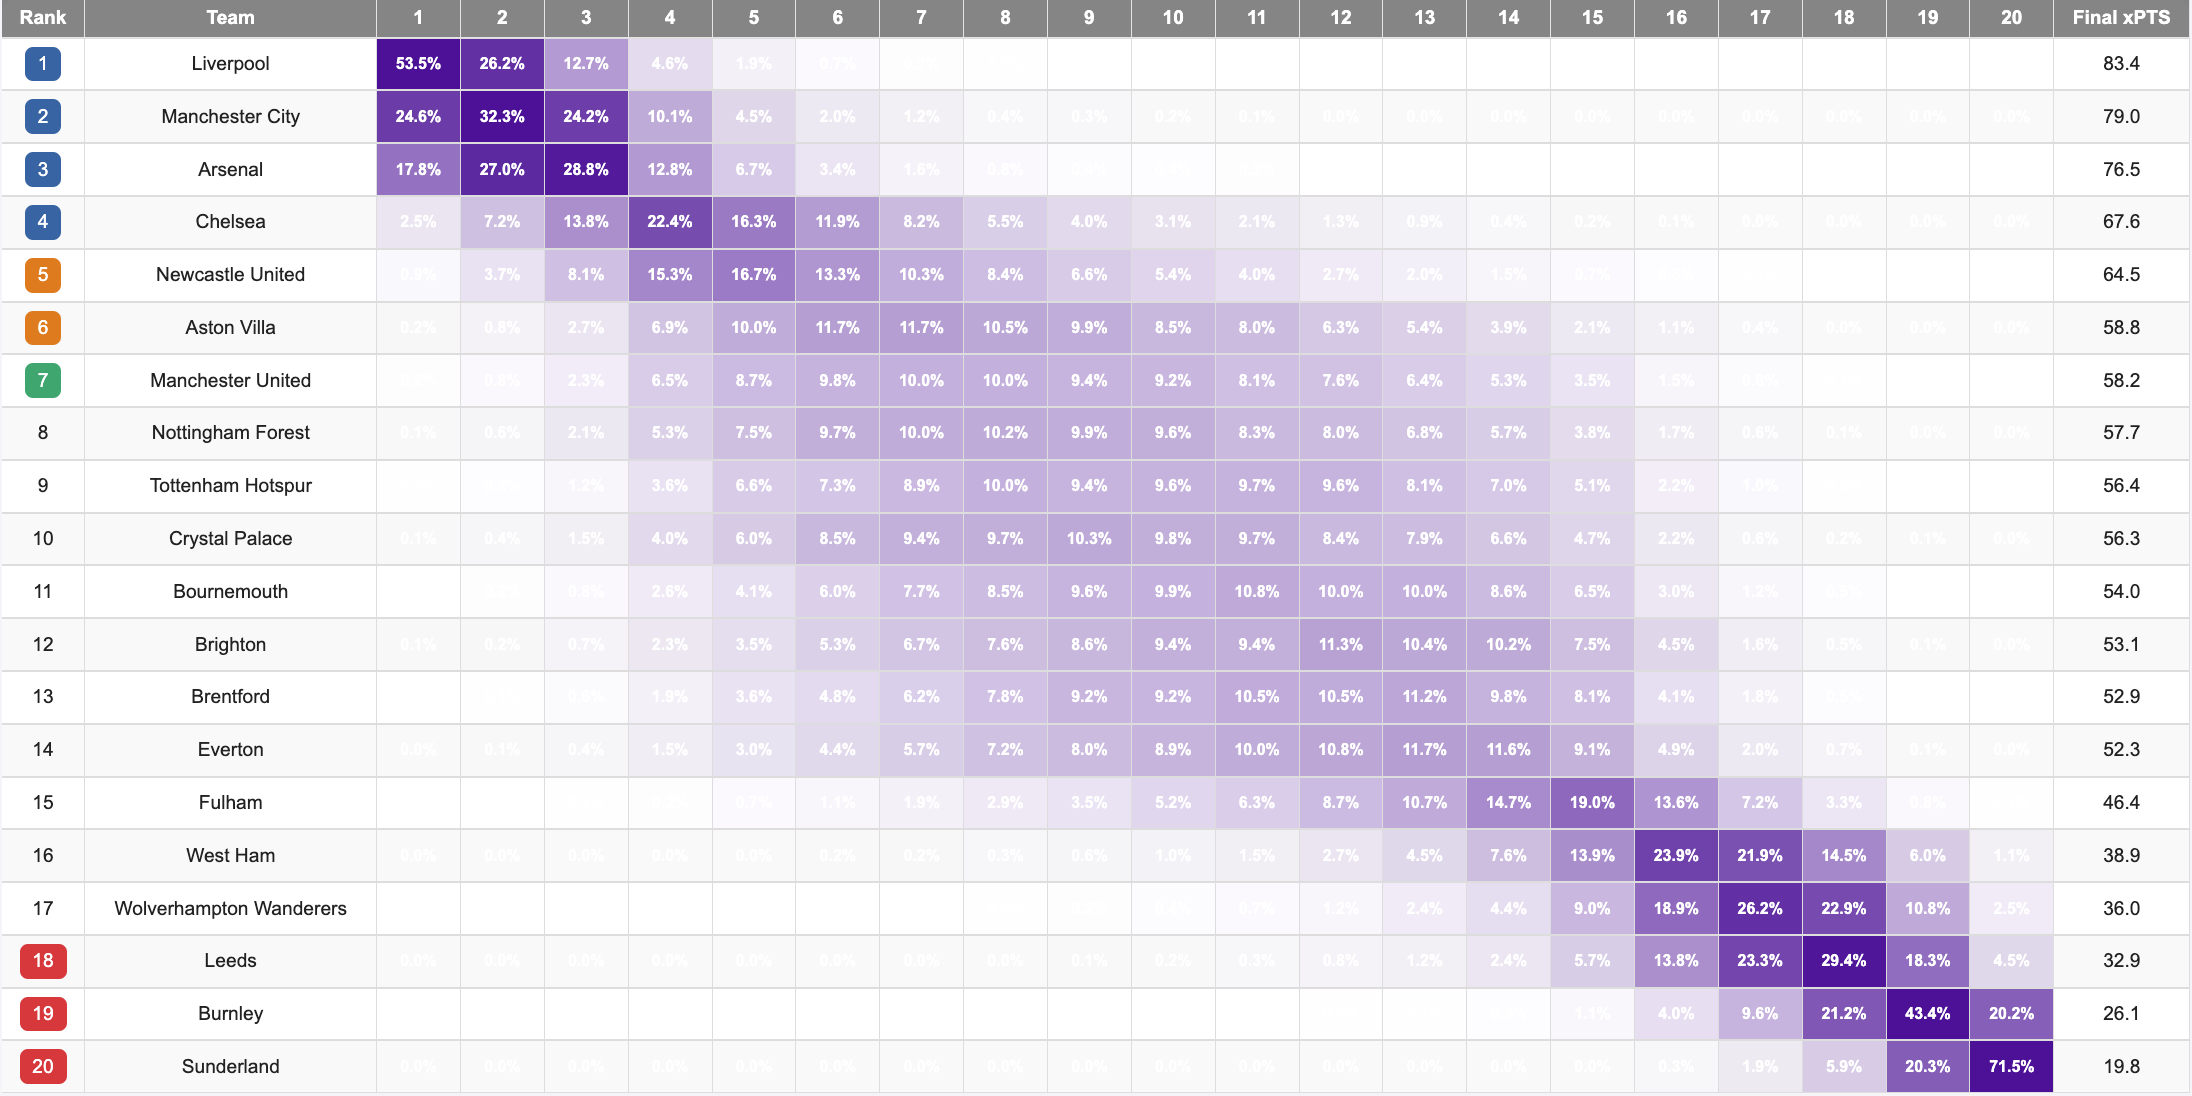 Rank Team 1 2 3 4 5 6 7 8 9 10 11 12 13 14 15 16 17 18 19 20 Final xPTS
1 Liverpool 53.5% 26.2% 12.7% 4.6% 1.9% 0.7% 83.4
2 Manchester City 24.6% 32.3% 24.2% 10.1% 4.5% 2.0% 1.2% 0.4% 0.3% 0.2% 0.1% 0.0% 0.0% 0.0% 0.0% 0.0% 0.0% 0.0% 0.0% 0.0% 79.0
3 Arsenal 17.8% 27.0% 28.8% 12.8% 6.7% 3.4% 1.6% 0.8% 76.5
4 Chelsea 2.5% 7.2% 13.8% 22.4% 16.3% 11.9% 8.2% 5.5% 4.0% 3.1% 2.1% 1.3% 0.9% 0.4% 0.2% 0.1% 0.0% 0.0% 0.0% 0.0% 67.6
5 Newcastle United 0.9% 3.7% 8.1% 15.3% 16.7% 13.3% 10.3% 8.4% 6.6% 5.4% 4.0% 2.7% 2.0% 1.5% 0.7% 64.5
6 Aston Villa 0.2% 0.8% 2.7% 6.9% 10.0% 11.7% 11.7% 10.5% 9.9% 8.5% 8.0% 6.3% 5.4% 3.9% 2.1% 1.1% 0.4% 0.0% 0.0% 0.0% 58.8
7 Manchester United 0.8% 2.3% 6.5% 8.7% 9.8% 10.0% 10.0% 9.4% 9.2% 8.1% 7.6% 6.4% 5.3% 3.5% 1.5% 0.6% 58.2
8 Nottingham Forest 0.1% 0.6% 2.1% 5.3% 7.5% 9.7% 10.0% 10.2% 9.9% 9.6% 8.3% 8.0% 6.8% 5.7% 3.8% 1.7% 0.6% 0.1% 0.0% 0.0% 57.7
9 Tottenham Hotspur 1.2% 3.6% 6.6% 7.3% 8.9% 10.0% 9.4% 9.6% 9.7% 9.6% 8.1% 7.0% 5.1% 2.2% 1.0% 56.4
10 Crystal Palace 0.1% 0.4% 1.5% 4.0% 6.0% 8.5% 9.4% 9.7% 10.3% 9.8% 9.7% 8.4% 7.9% 6.6% 4.7% 2.2% 0.6% 0.2% 0.1% 0.0% 56.3
11 Bournemouth 0.8% 2.6% 4.1% 6.0% 7.7% 8.5% 9.6% 9.9% 10.8% 10.0% 10.0% 8.6% 6.5% 3.0% 1.2% 54.0
12 Brighton 0.1% 0.2% 0.7% 2.3% 3.5% 5.3% 6.7% 7.6% 8.6% 9.4% 9.4% 11.3% 10.4% 10.2% 7.5% 4.5% 1.6% 0.5% 0.1% 0.0% 53.1
13 Brentford 1.9% 3.6% 4.8% 6.2% 7.8% 9.2% 9.2% 10.5% 10.5% 11.2% 9.8% 8.1% 4.1% 1.8% 52.9
14 Everton 0.0% 0.1% 0.4% 1.5% 3.0% 4.4% 5.7% 7.2% 8.0% 8.9% 10.0% 10.8% 11.7% 11.6% 9.1% 4.9% 2.0% 0.7% 0.1% 0.0% 52.3
15 Fulham 0.7% 1.1% 1.9% 2.9% 3.5% 5.2% 6.3% 8.7% 10.7% 14.7% 19.0% 13.6% 7.2% 3.3% 46.4
16 West Ham 0.0% 0.0% 0.0% 0.0% 0.0% 0.2% 0.2% 0.3% 0.6% 1.0% 1.5% 2.7% 4.5% 7.6% 13.9% 23.9% 21.9% 14.5% 6.0% 1.1% 38.9
17 Wolverhampton Wanderers 0.7% 1.2% 2.4% 4.4% 9.0% 18.9% 26.2% 22.9% 10.8% 2.5% 36.0
18 Leeds 0.0% 0.0% 0.0% 0.0% 0.0% 0.0% 0.0% 0.0% 0.1% 0.2% 0.3% 0.8% 1.2% 2.4% 5.7% 13.8% 23.3% 29.4% 18.3% 4.5% 32.9
19 Burnley 1.1% 4.0% 9.6% 21.2% 43.4% 20.2% 26.1
20 Sunderland 0.0% 0.0% 0.0% 0.0% 0.0% 0.0% 0.0% 0.0% 0.0% 0.0% 0.0% 0.0% 0.0% 0.0% 0.3% 1.9% 5.9% 20.3% 71.5% 19.8